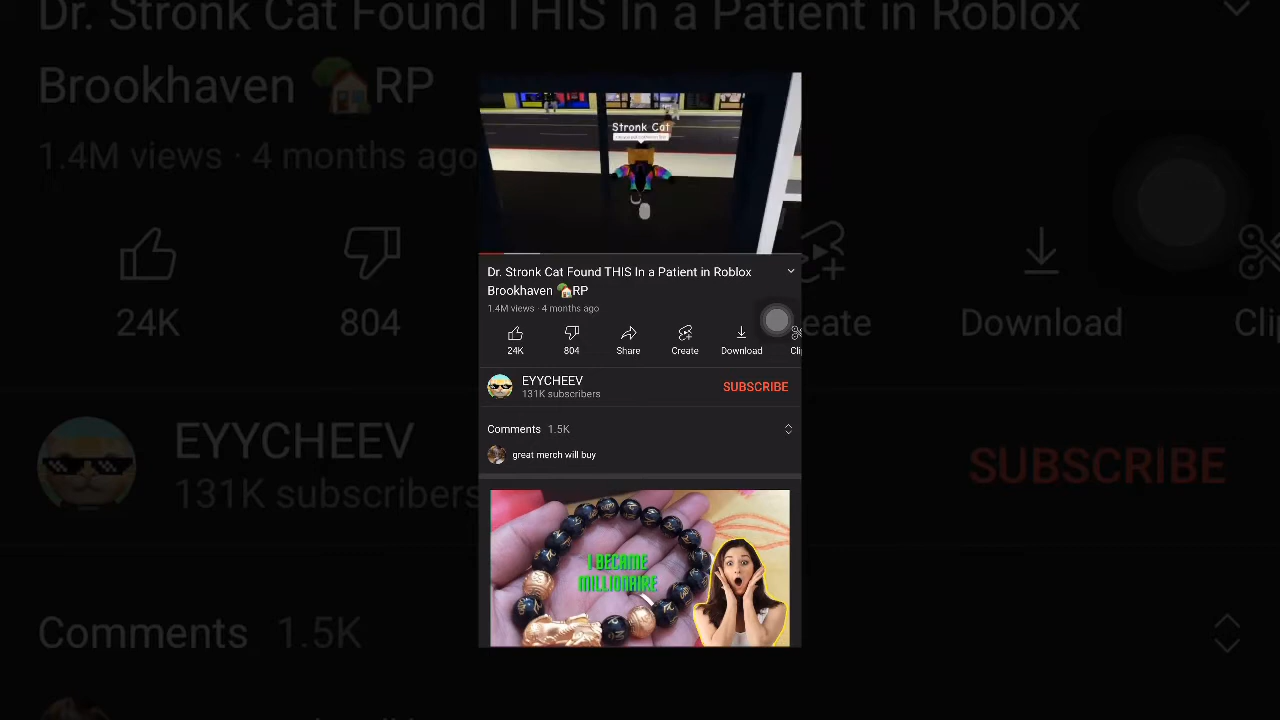 Dr. Stronk Cat Found THIS In a Patient in Roblox
Brookhaven 🏡RP
1.4M views · 4 months ago
24K
804
eate
Download
Cli
EYYCHEEV
131K subscribers
SUBSCRIBE
Comments 1.5K
Stronk Cat
Dr. Stronk Cat Found THIS In a Patient in Roblox
Brookhaven 🏡RP
1.4M views · 4 months ago
24K
804
Share
Create
Download
Clip
EYYCHEEV
131K subscribers
SUBSCRIBE
Comments 1.5K
great merch will buy
I BECAME
MILLIONAIRE